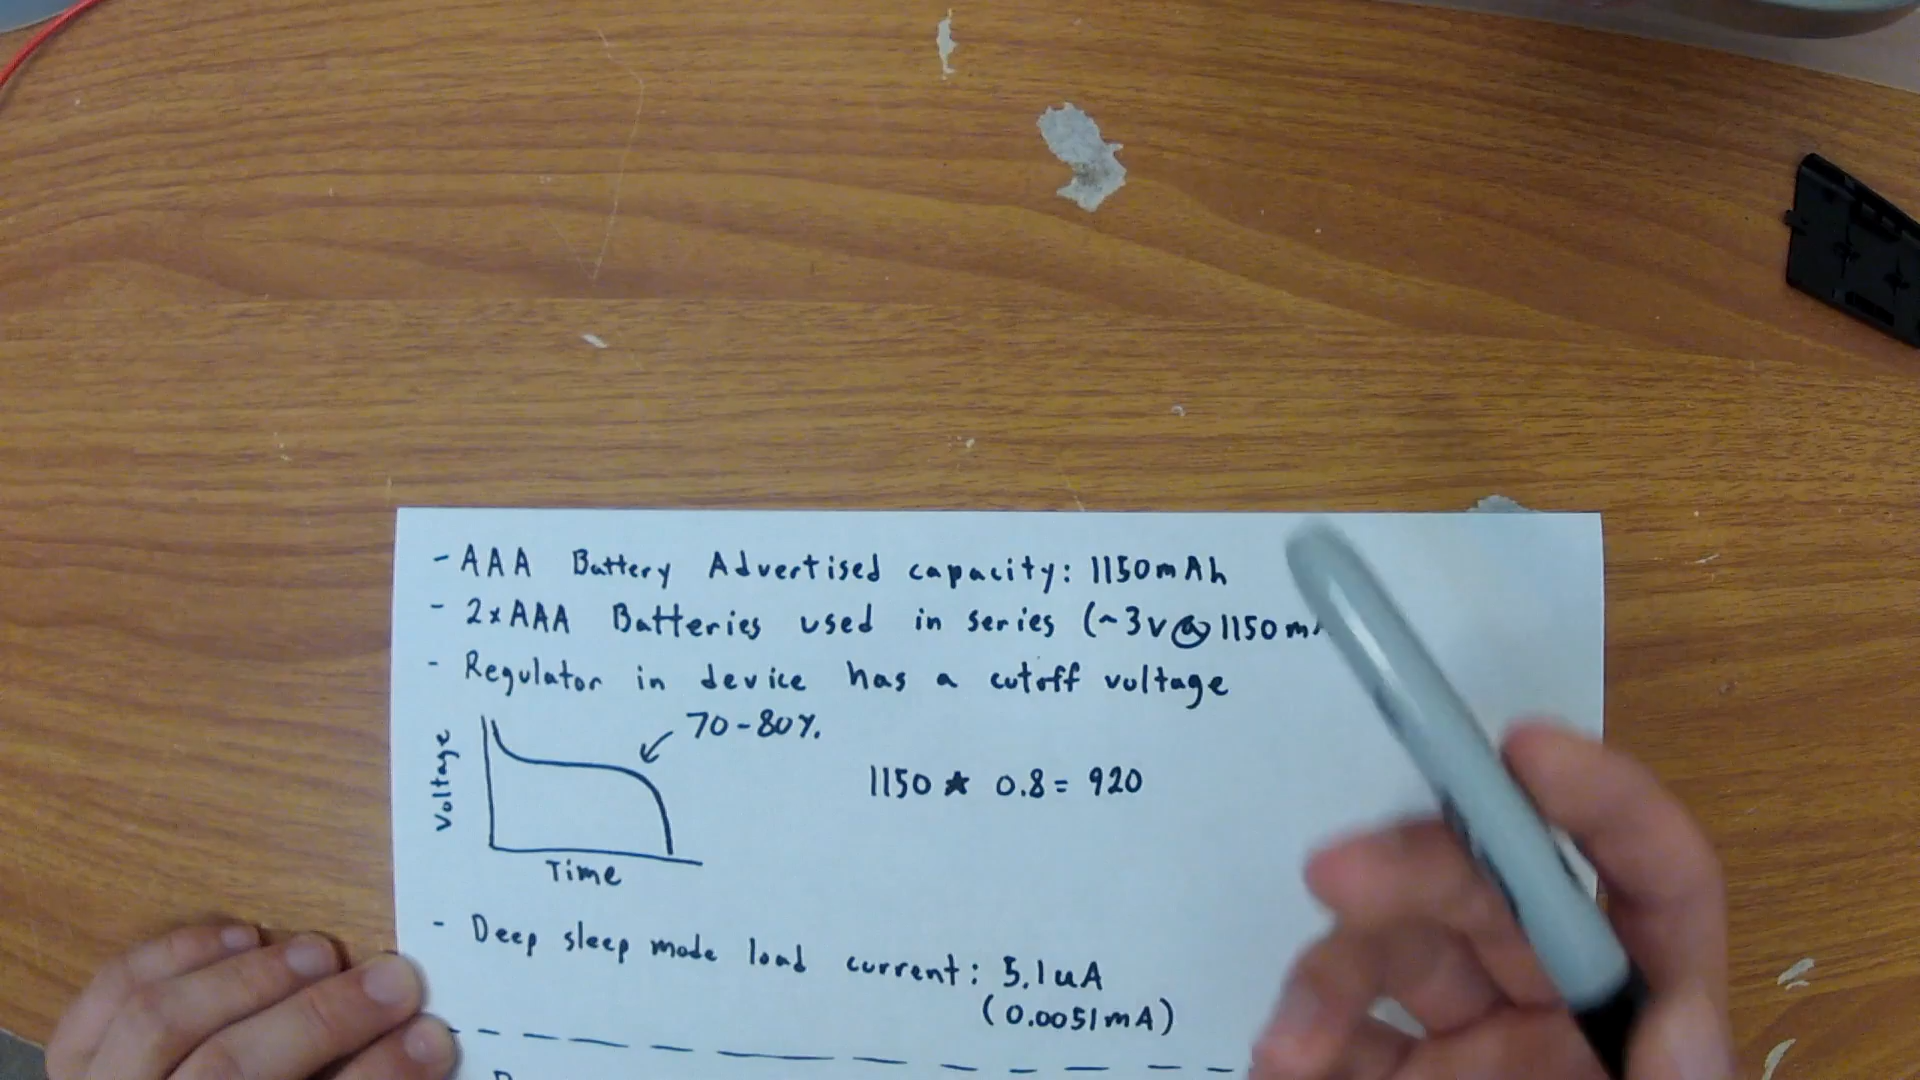 - AAA Battery Advertised capacity: 1150mAh
- 2xAAA Batteries used in series (~3v@1150
- Regulator in device has a cutoff voltage
70-80%
1150 * 0.8 = 920
Voltage
Time
- Deep sleep mode load current: 5.1uA
(0.0051mA)